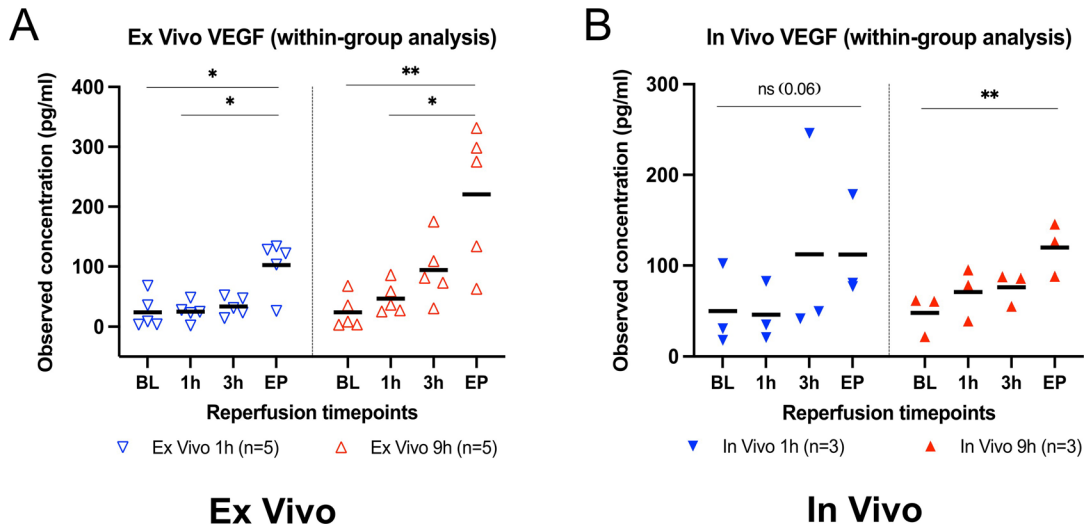 A
Ex Vivo VEGF (within-group analysis)
Observed concentration (pg/ml)
400
300
200
100
0
*
*
**
*
BL 1h 3h EP BL 1h 3h EP
Reperfusion timepoints
Ex Vivo 1h (n=5) Ex Vivo 9h (n=5)
Ex Vivo
B
In Vivo VEGF (within-group analysis)
Observed concentration (pg/ml)
300
200
100
0
ns (0.06)
**
BL 1h 3h EP BL 1h 3h EP
Reperfusion timepoints
In Vivo 1h (n=3) In Vivo 9h (n=3)
In Vivo